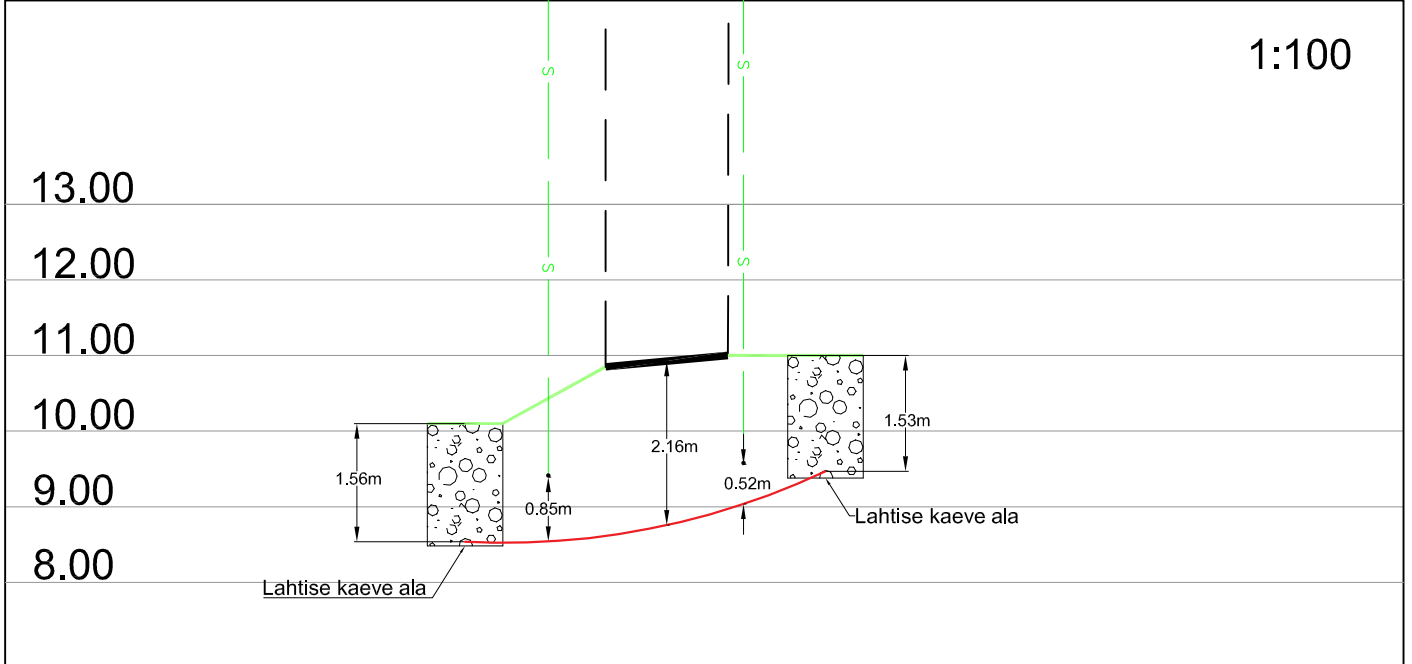 1:100
S
S
13.00
12.00
S
S
11.00
10.00
1.53m
2.16m
1.56m
0.52m
9.00
0.85m
Lahtise kaeve ala
8.00
Lahtise kaeve ala